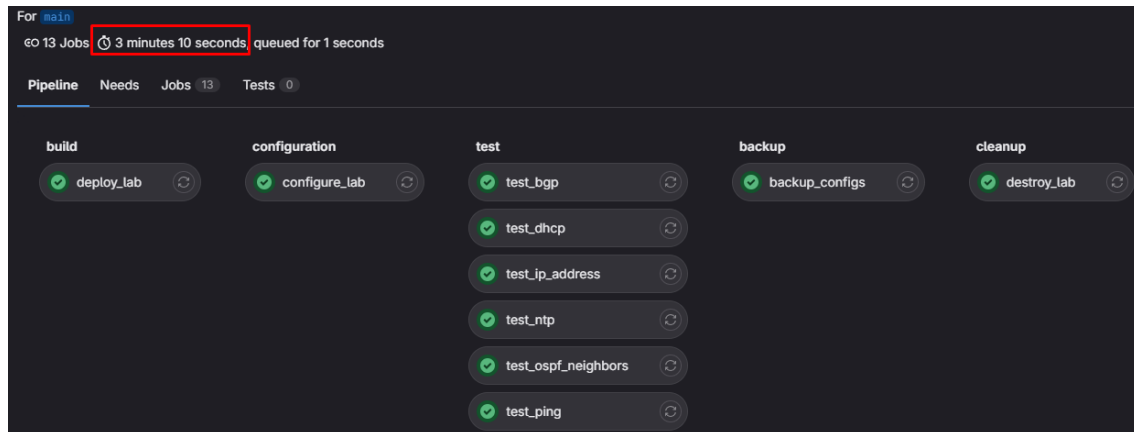 For main
13 Jobs 3 minutes 10 seconds, queued for 1 seconds
Pipeline Needs Jobs 13 Tests 0
build configuration test backup cleanup
deploy_lab configure_lab test_bgp backup_configs destroy_lab
test_dhcp
test_ip_address
test_ntp
test_ospf_neighbors
test_ping